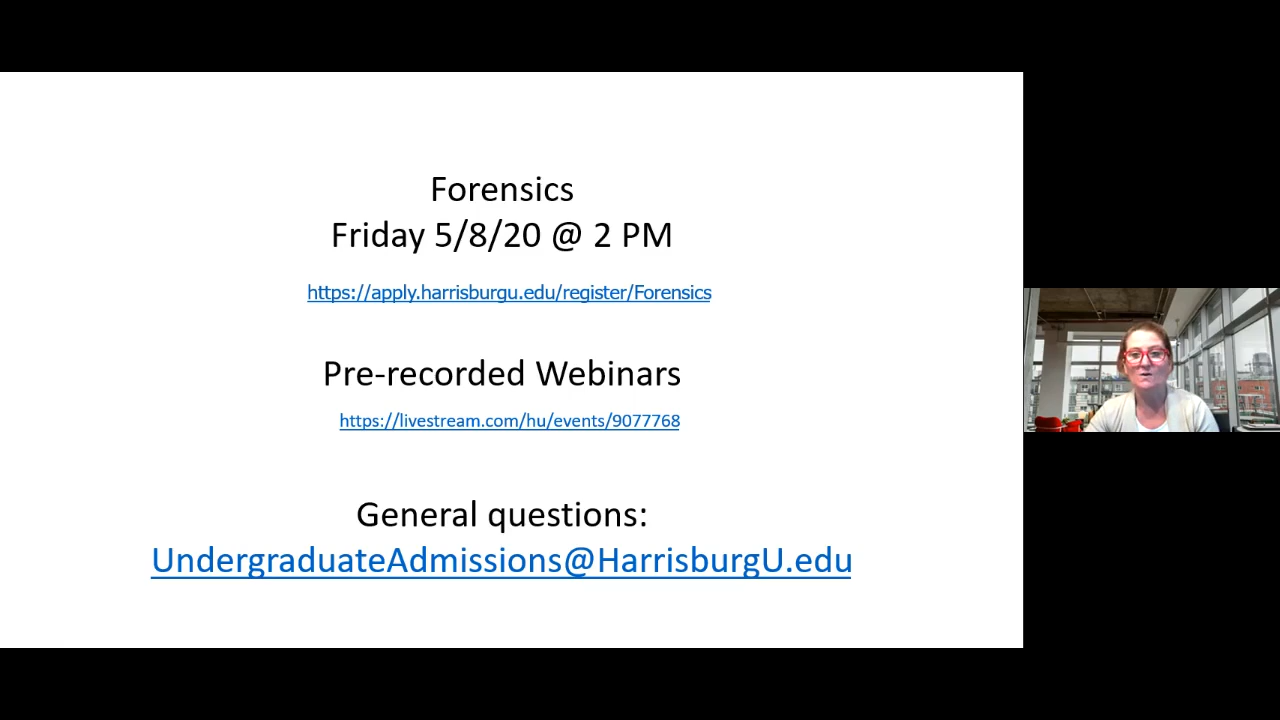 Forensics
Friday 5/8/20 @ 2 PM
https://apply.harrisburgu.edu/register/Forensics
Pre-recorded Webinars
https://livestream.com/hu/events/9077768
General questions:
UndergraduateAdmissions@HarrisburgU.edu